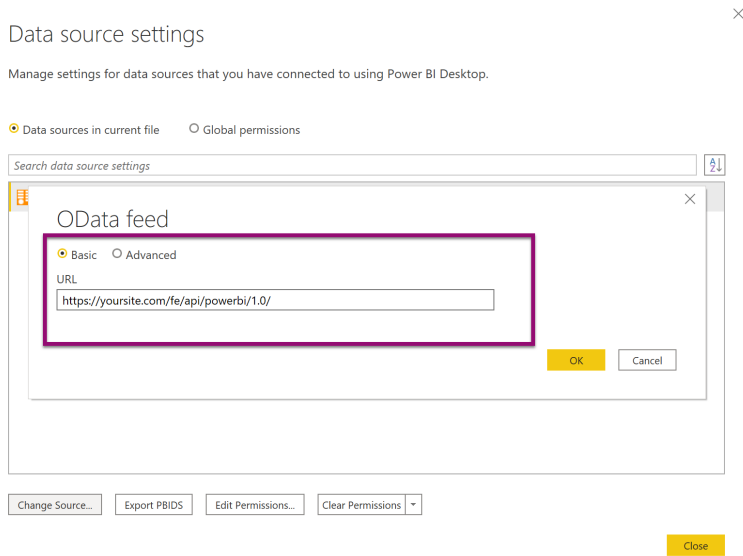 Data source settings
Manage settings for data sources that you have connected to using Power BI Desktop.
Data sources in current file Global permissions
Search data source settings
OData feed
Basic Advanced
URL
https://yoursite.com/fe/api/powerbi/1.0/
OK Cancel
Change Source... Export PBIDS Edit Permissions... Clear Permissions
Close